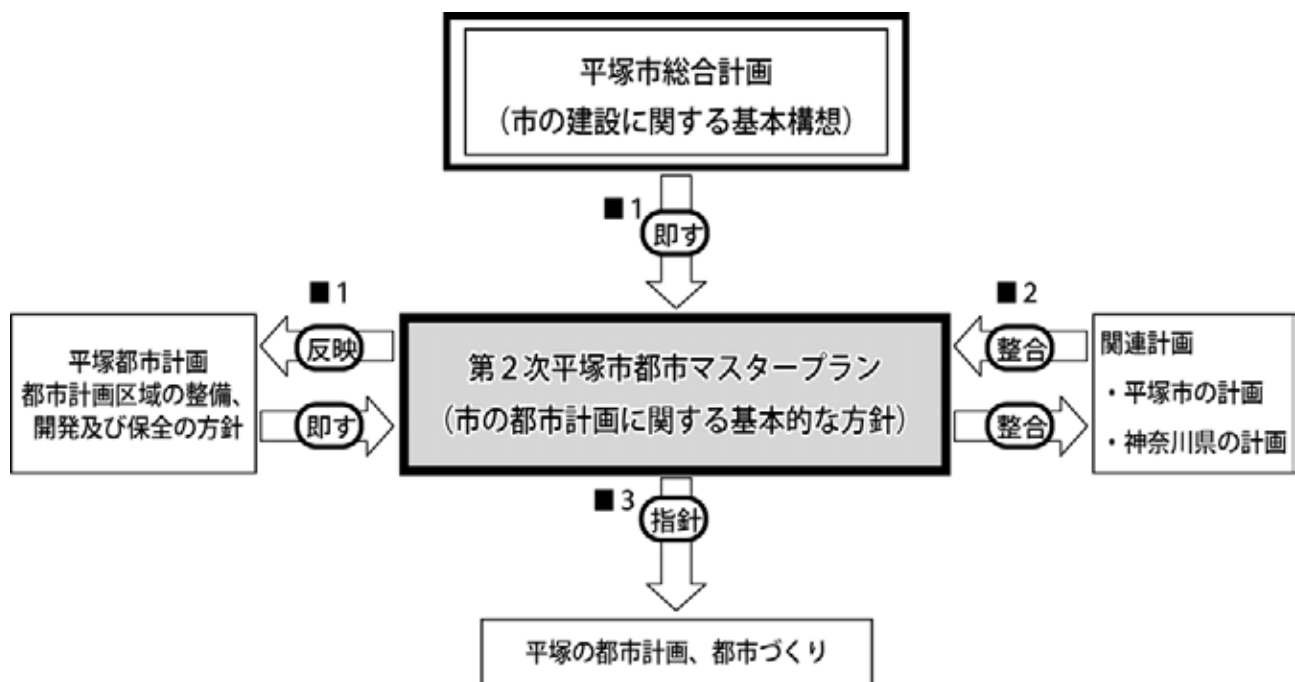 平塚市総合計画
（市の建設に関する基本構想）
■1
即す
■1
反映
平塚都市計画
都市計画区域の整備、
開発及び保全の方針
即す
第２次平塚市都市マスタープラン
（市の都市計画に関する基本的な方針）
■2
整合
整合
関連計画
・平塚市の計画
・神奈川県の計画
■3
指針
平塚の都市計画、都市づくり